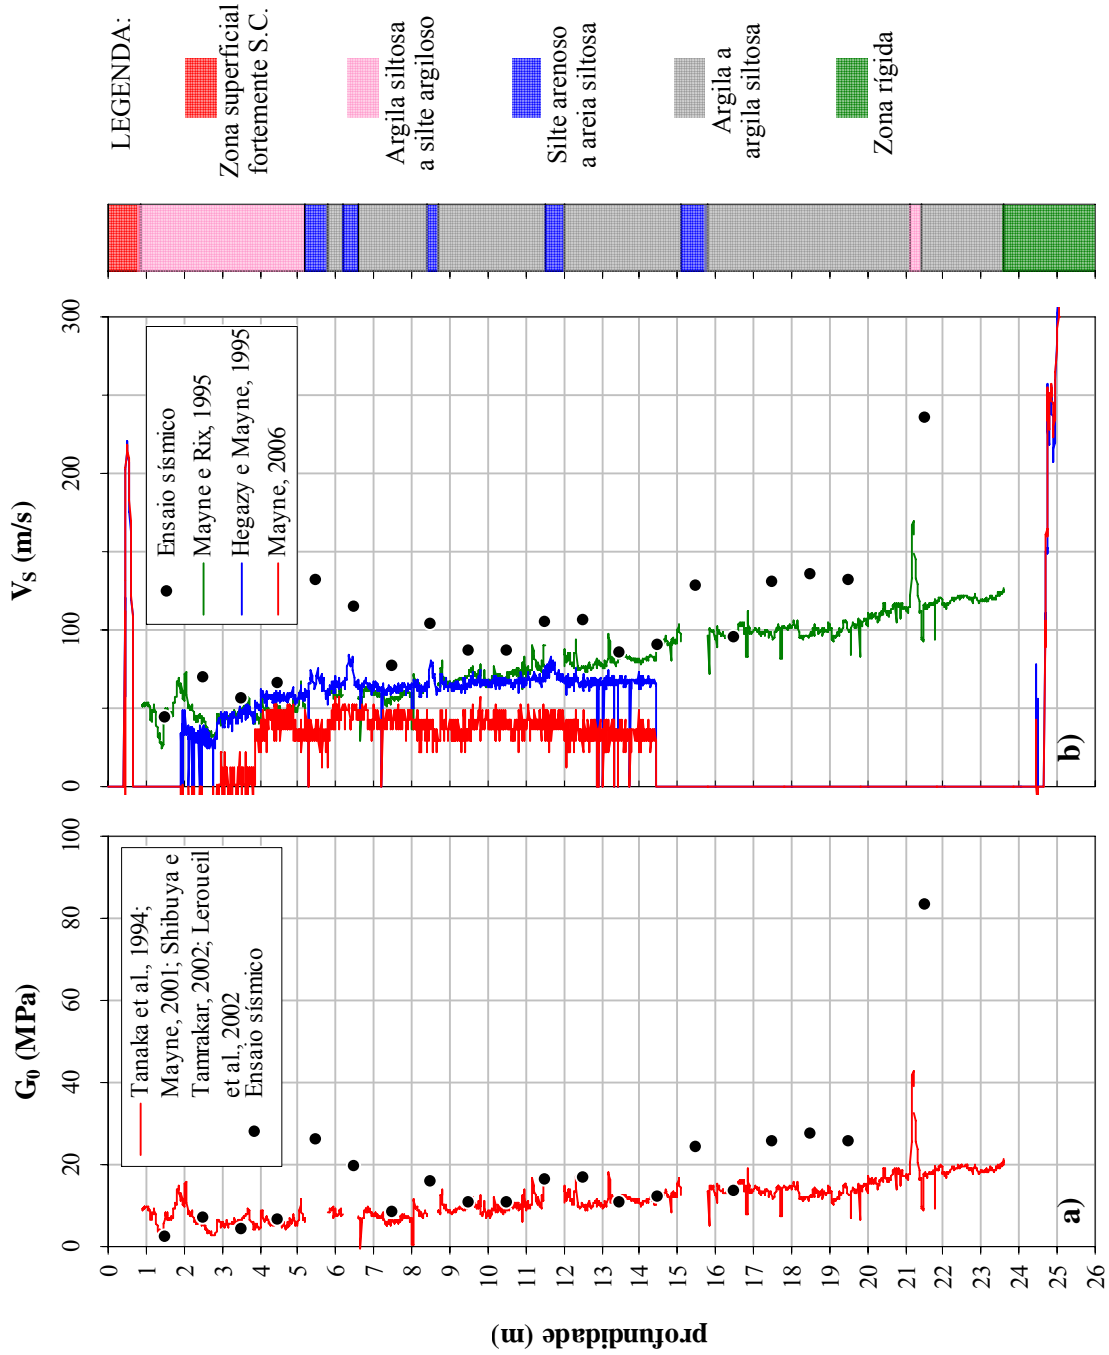 G0 (MPa)
0
20
40
60
80
100
Tanaka et al., 1994;
Mayne, 2001; Shibuya e
Tamrakar, 2002; Leroueil
et al., 2002
Ensaio sísmico
a)
profundidade (m)
0
1
2
3
4
5
6
7
8
9
10
11
12
13
14
15
16
17
18
19
20
21
22
23
24
25
26
VS (m/s)
0
100
200
300
Ensaio sísmico
Mayne e Rix, 1995
Hegazy e Mayne, 1995
Mayne, 2006
b)
LEGENDA:
Zona superficial
fortemente S.C.
Argila siltosa
a silte argiloso
Silte arenoso
a areia siltosa
Argila a
argila siltosa
Zona rígida